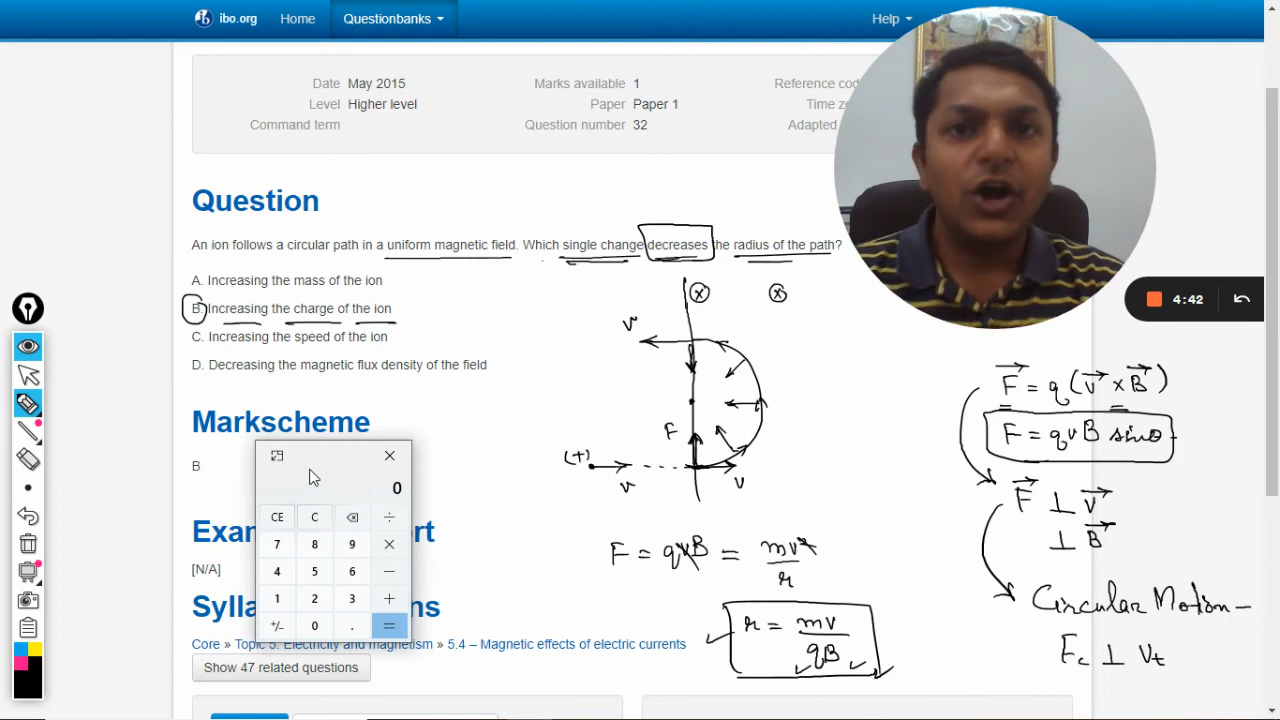 ibo.org Home Questionbanks Help
Date May 2015 Marks available 1 Reference code
Level Higher level Paper Paper 1 Time
Command term Question number 32 Adapted
Question
An ion follows a circular path in a uniform magnetic field. Which single change decreases the radius of the path?
A. Increasing the mass of the ion
B. Increasing the charge of the ion
C. Increasing the speed of the ion
D. Decreasing the magnetic flux density of the field
Markscheme
B
[N/A]
Core » Topic 5: Electricity and magnetism » 5.4 – Magnetic effects of electric currents
Show 47 related questions
0
CE C ⌫ ÷
7 8 9 ×
4 5 6 −
1 2 3 +
+/− 0 . =
4:42
v
F
(+)
v v
F = qvB = mv²/r
r = mv/qB
F = q(v × B)
F = qvB sinθ
F ⊥ V
⊥ B
Circular Motion -
Fc ⊥ Vt